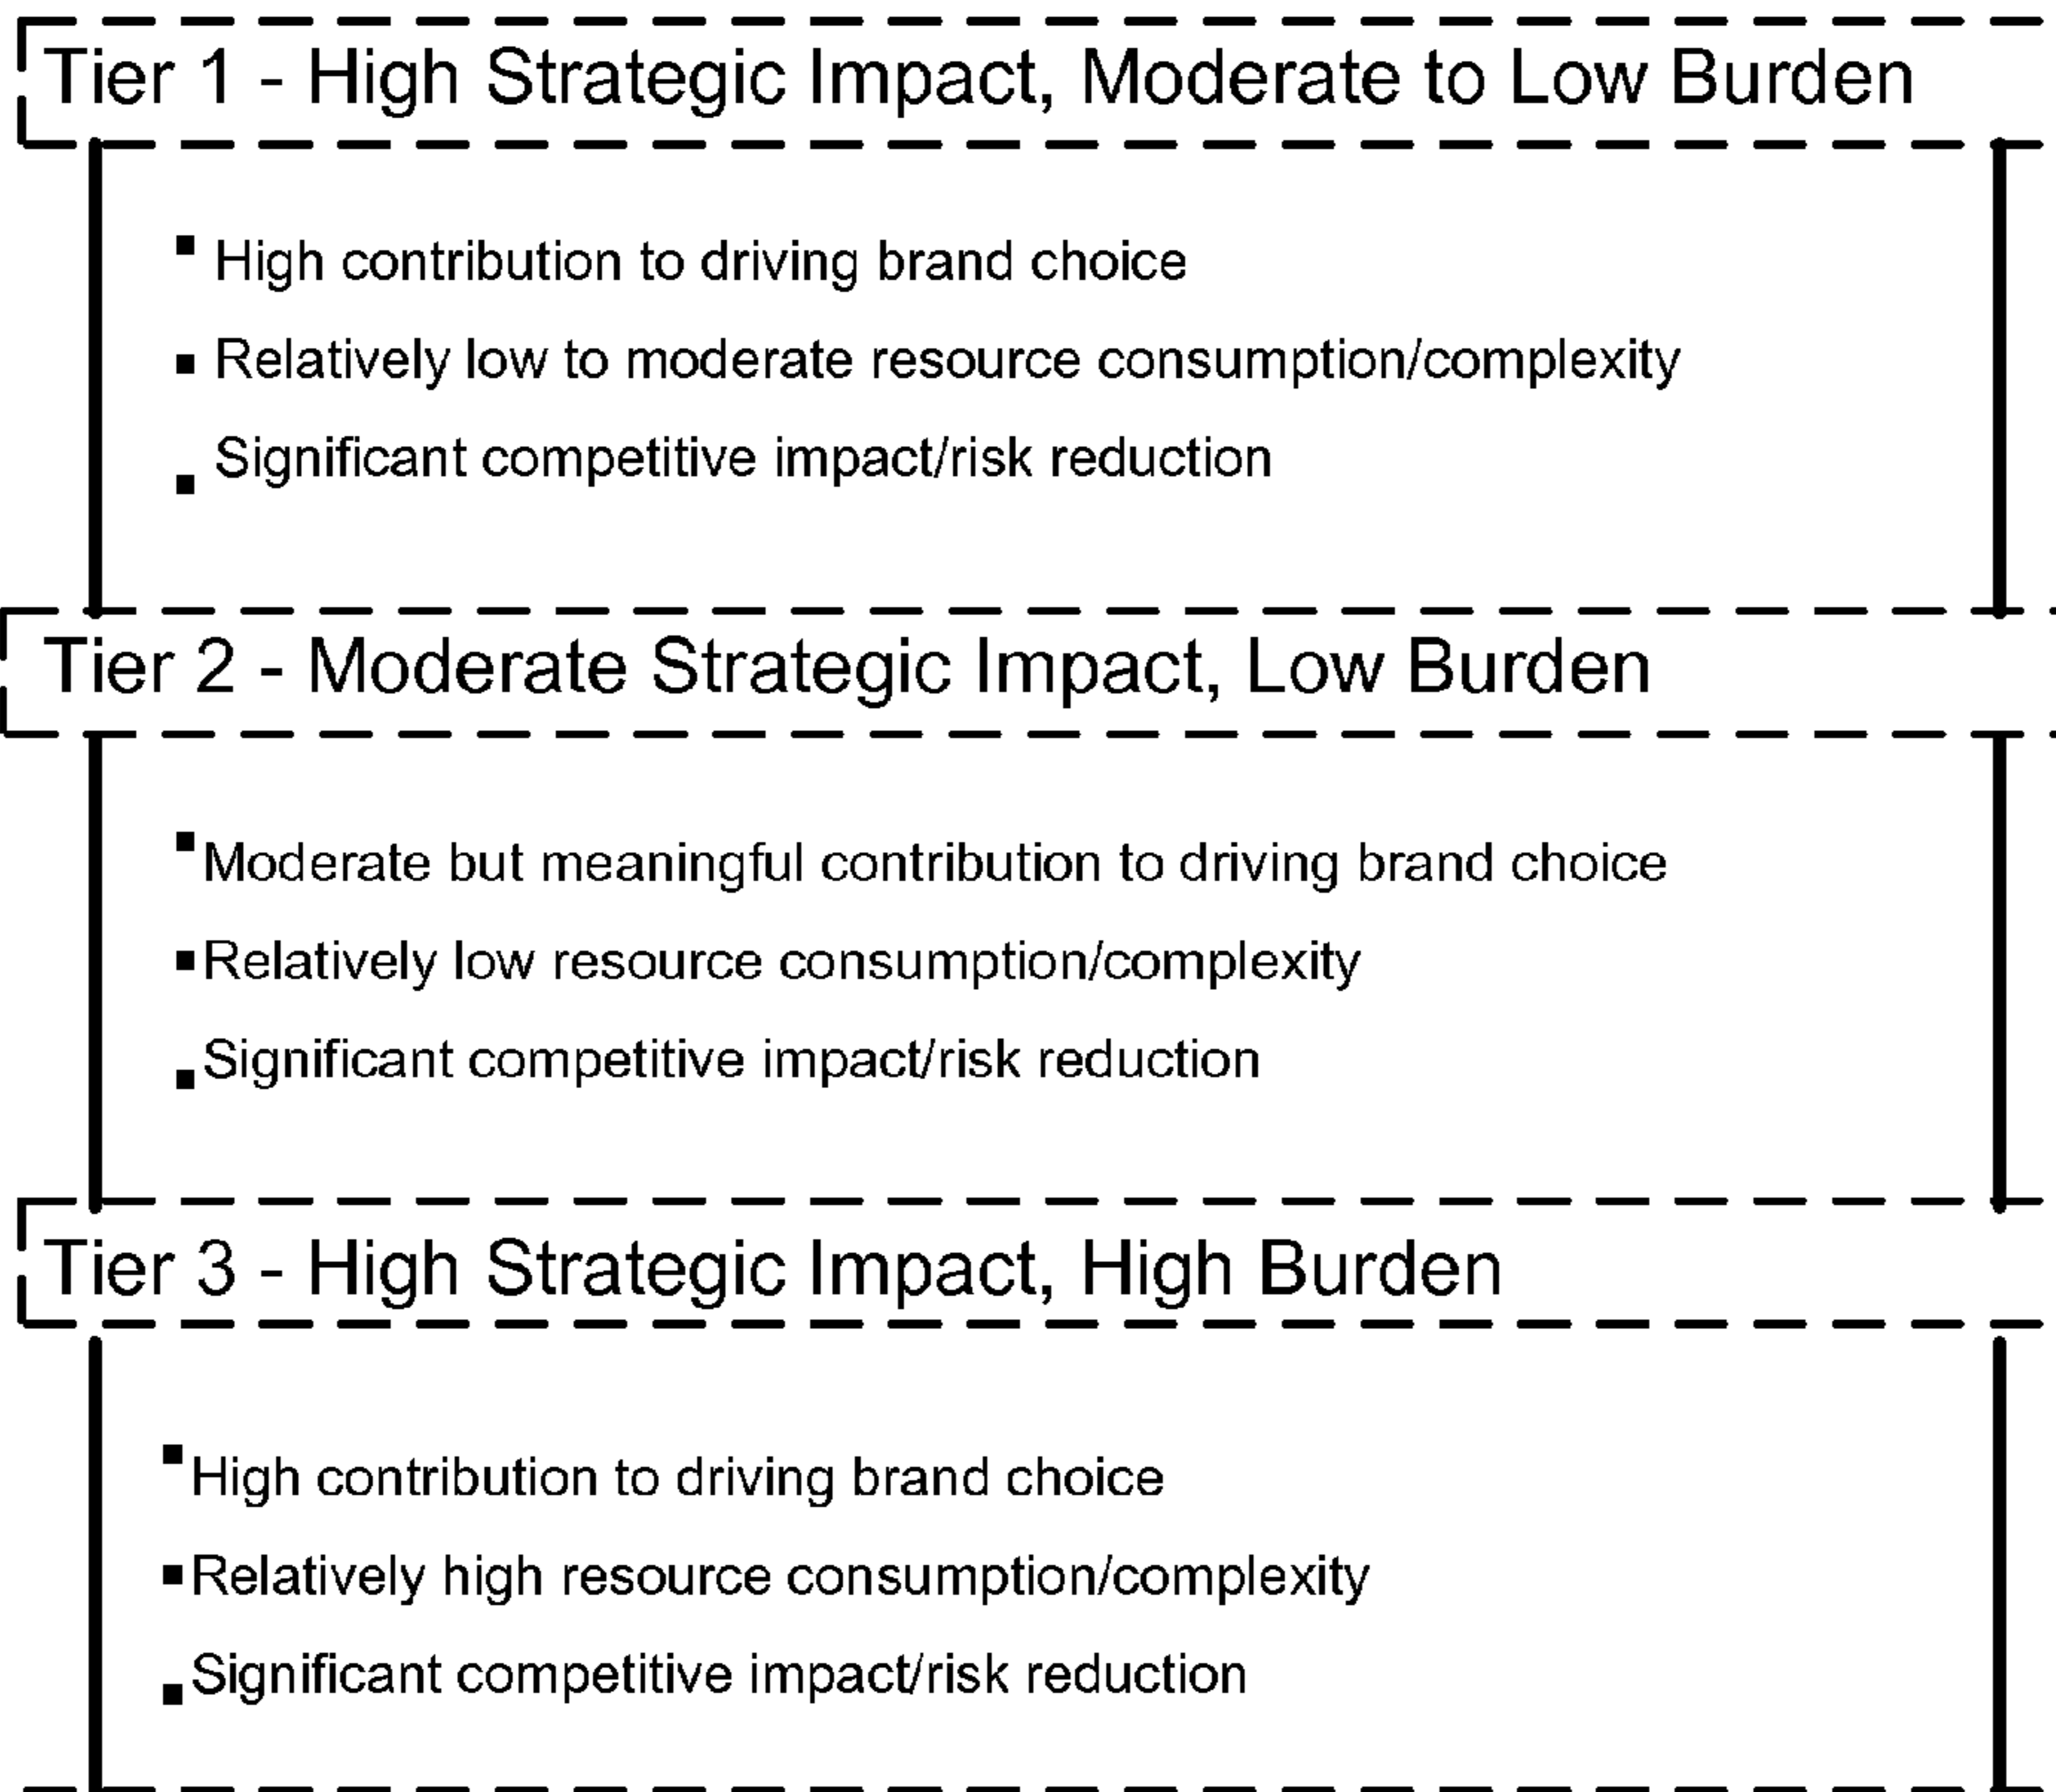 Tier 1 - High Strategic Impact, Moderate to Low Burden
▪ High contribution to driving brand choice
▪ Relatively low to moderate resource consumption/complexity
▪ Significant competitive impact/risk reduction
Tier 2 - Moderate Strategic Impact, Low Burden
▪ Moderate but meaningful contribution to driving brand choice
▪ Relatively low resource consumption/complexity
▪ Significant competitive impact/risk reduction
Tier 3 - High Strategic Impact, High Burden
▪ High contribution to driving brand choice
▪ Relatively high resource consumption/complexity
▪ Significant competitive impact/risk reduction